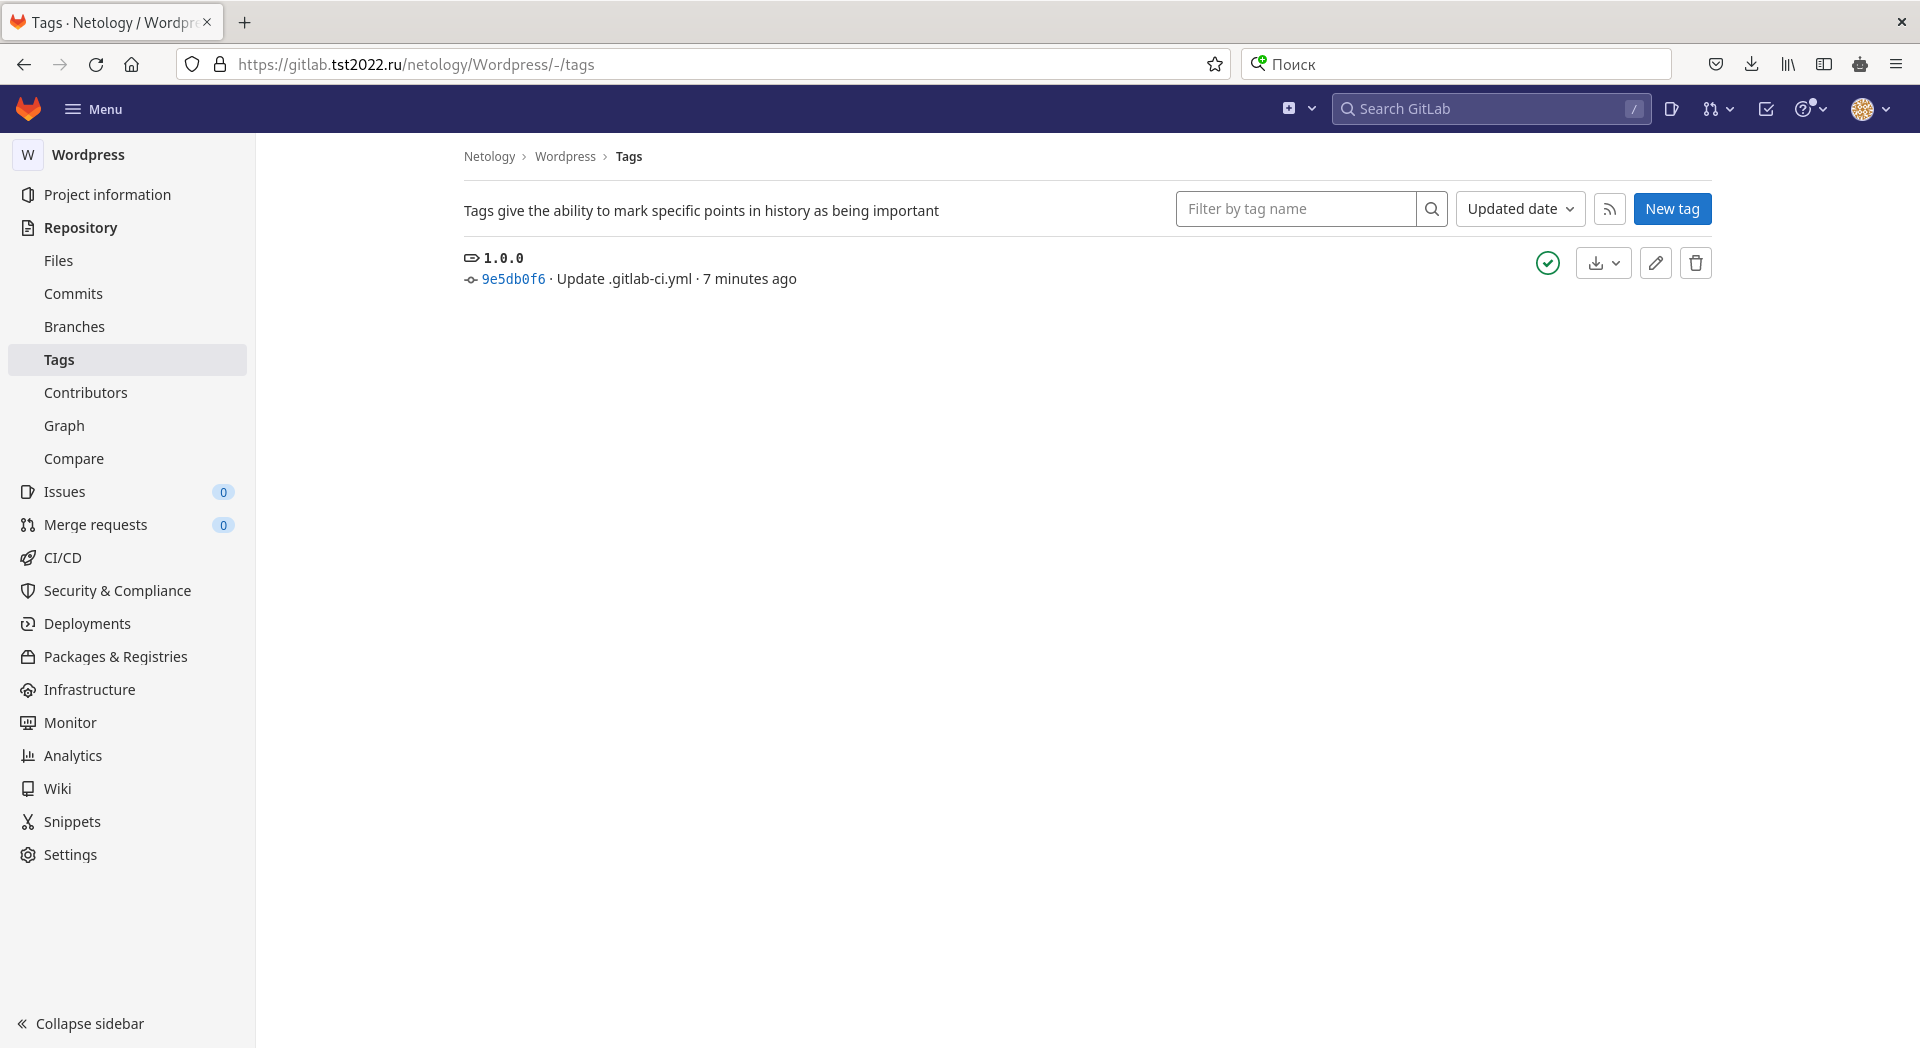 Tags · Netology / Wordpr
https://gitlab.tst2022.ru/netology/Wordpress/-/tags
Поиск
Menu
Search GitLab
/
W
Wordpress
Project information
Repository
Files
Commits
Branches
Tags
Contributors
Graph
Compare
Issues 0
Merge requests 0
CI/CD
Security & Compliance
Deployments
Packages & Registries
Infrastructure
Monitor
Analytics
Wiki
Snippets
Settings
Collapse sidebar
Netology › Wordpress › Tags
Tags give the ability to mark specific points in history as being important
Filter by tag name
Updated date
New tag
1.0.0
9e5db0f6 · Update .gitlab-ci.yml · 7 minutes ago